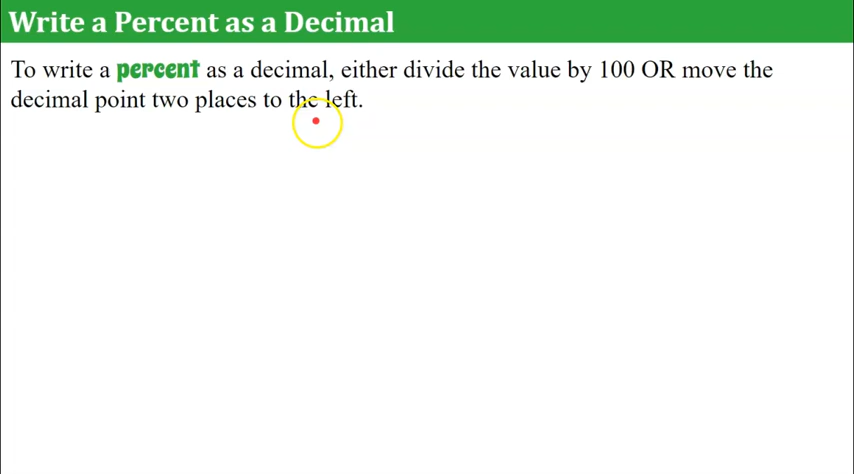 Write a Percent as a Decimal
To write a percent as a decimal, either divide the value by 100 OR move the
decimal point two places to the left.